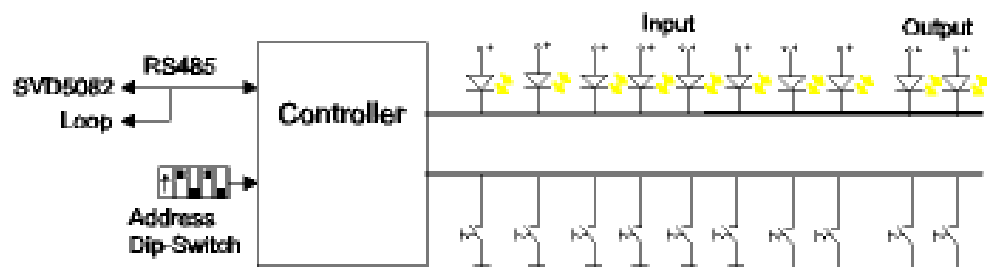 Input
Output
RS485
SVD5082
Loop
Controller
Address
Dip-Switch